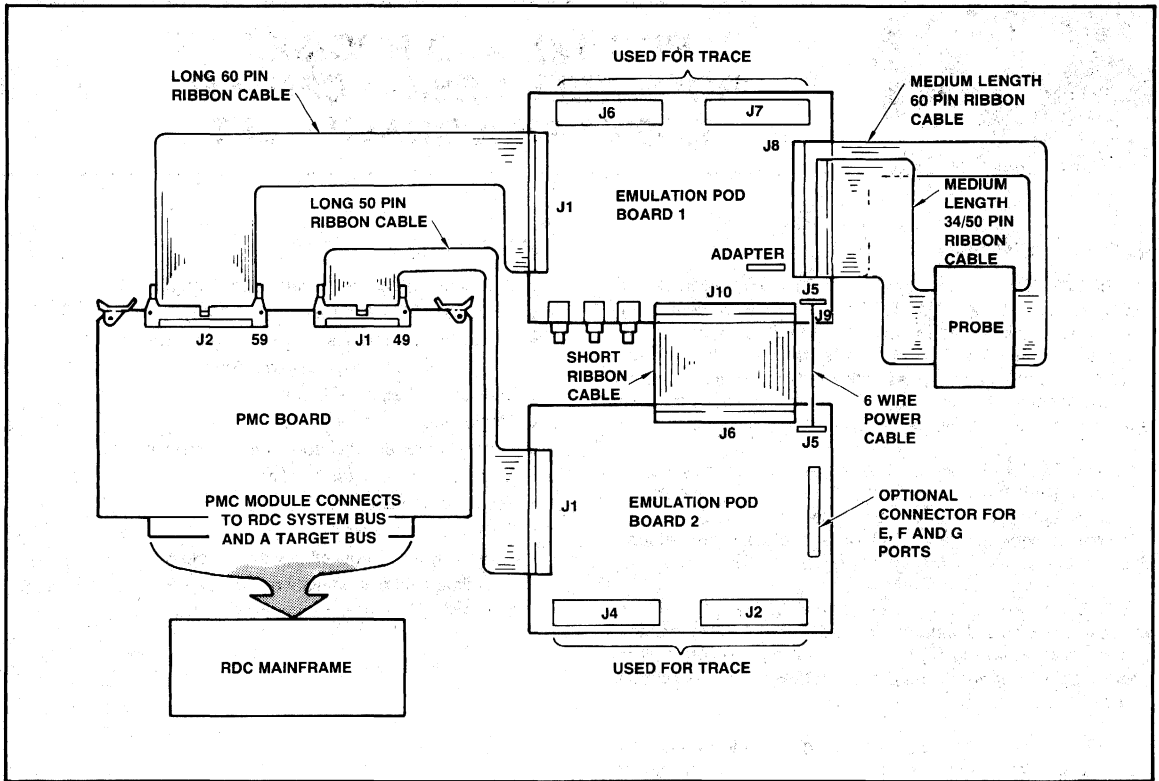 USED FOR TRACE
LONG 60 PIN
RIBBON CABLE
MEDIUM LENGTH
60 PIN RIBBON
CABLE
J6
J7
J8
LONG 50 PIN
RIBBON CABLE
J1
EMULATION POD
BOARD 1
MEDIUM
LENGTH
34/50 PIN
RIBBON
CABLE
ADAPTER
J5
J10
J9
PROBE
J2
59
J1
49
SHORT
RIBBON
CABLE
6 WIRE
POWER
CABLE
PMC BOARD
J6
J5
PMC MODULE CONNECTS
TO RDC SYSTEM BUS
AND A TARGET BUS
J1
EMULATION POD
BOARD 2
OPTIONAL
CONNECTOR FOR
E, F AND G
PORTS
J4
J2
RDC MAINFRAME
USED FOR TRACE